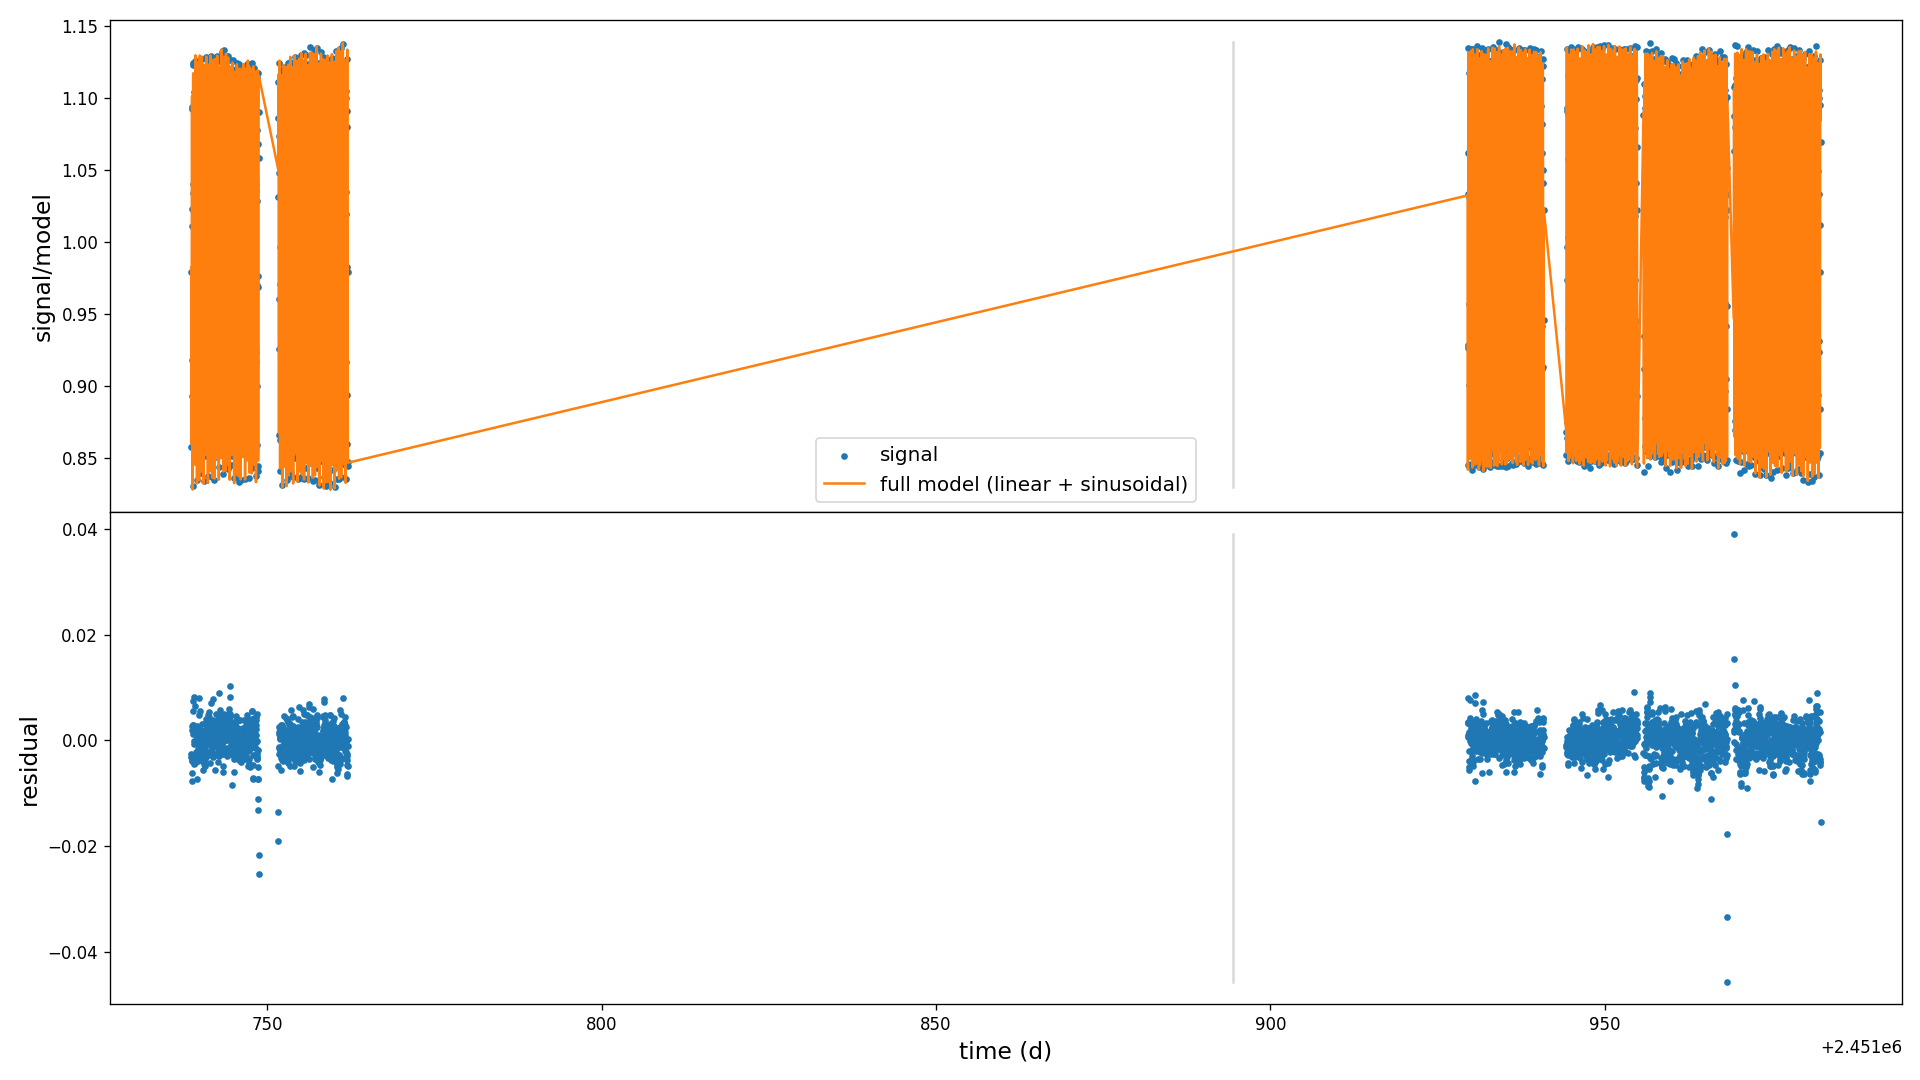 1.15
1.10
1.05
1.00
0.95
0.90
0.85
signal/model
signal
full model (linear + sinusoidal)
0.04
0.02
0.00
−0.02
−0.04
residual
750
800
850
900
950
time (d)
+2.451e6